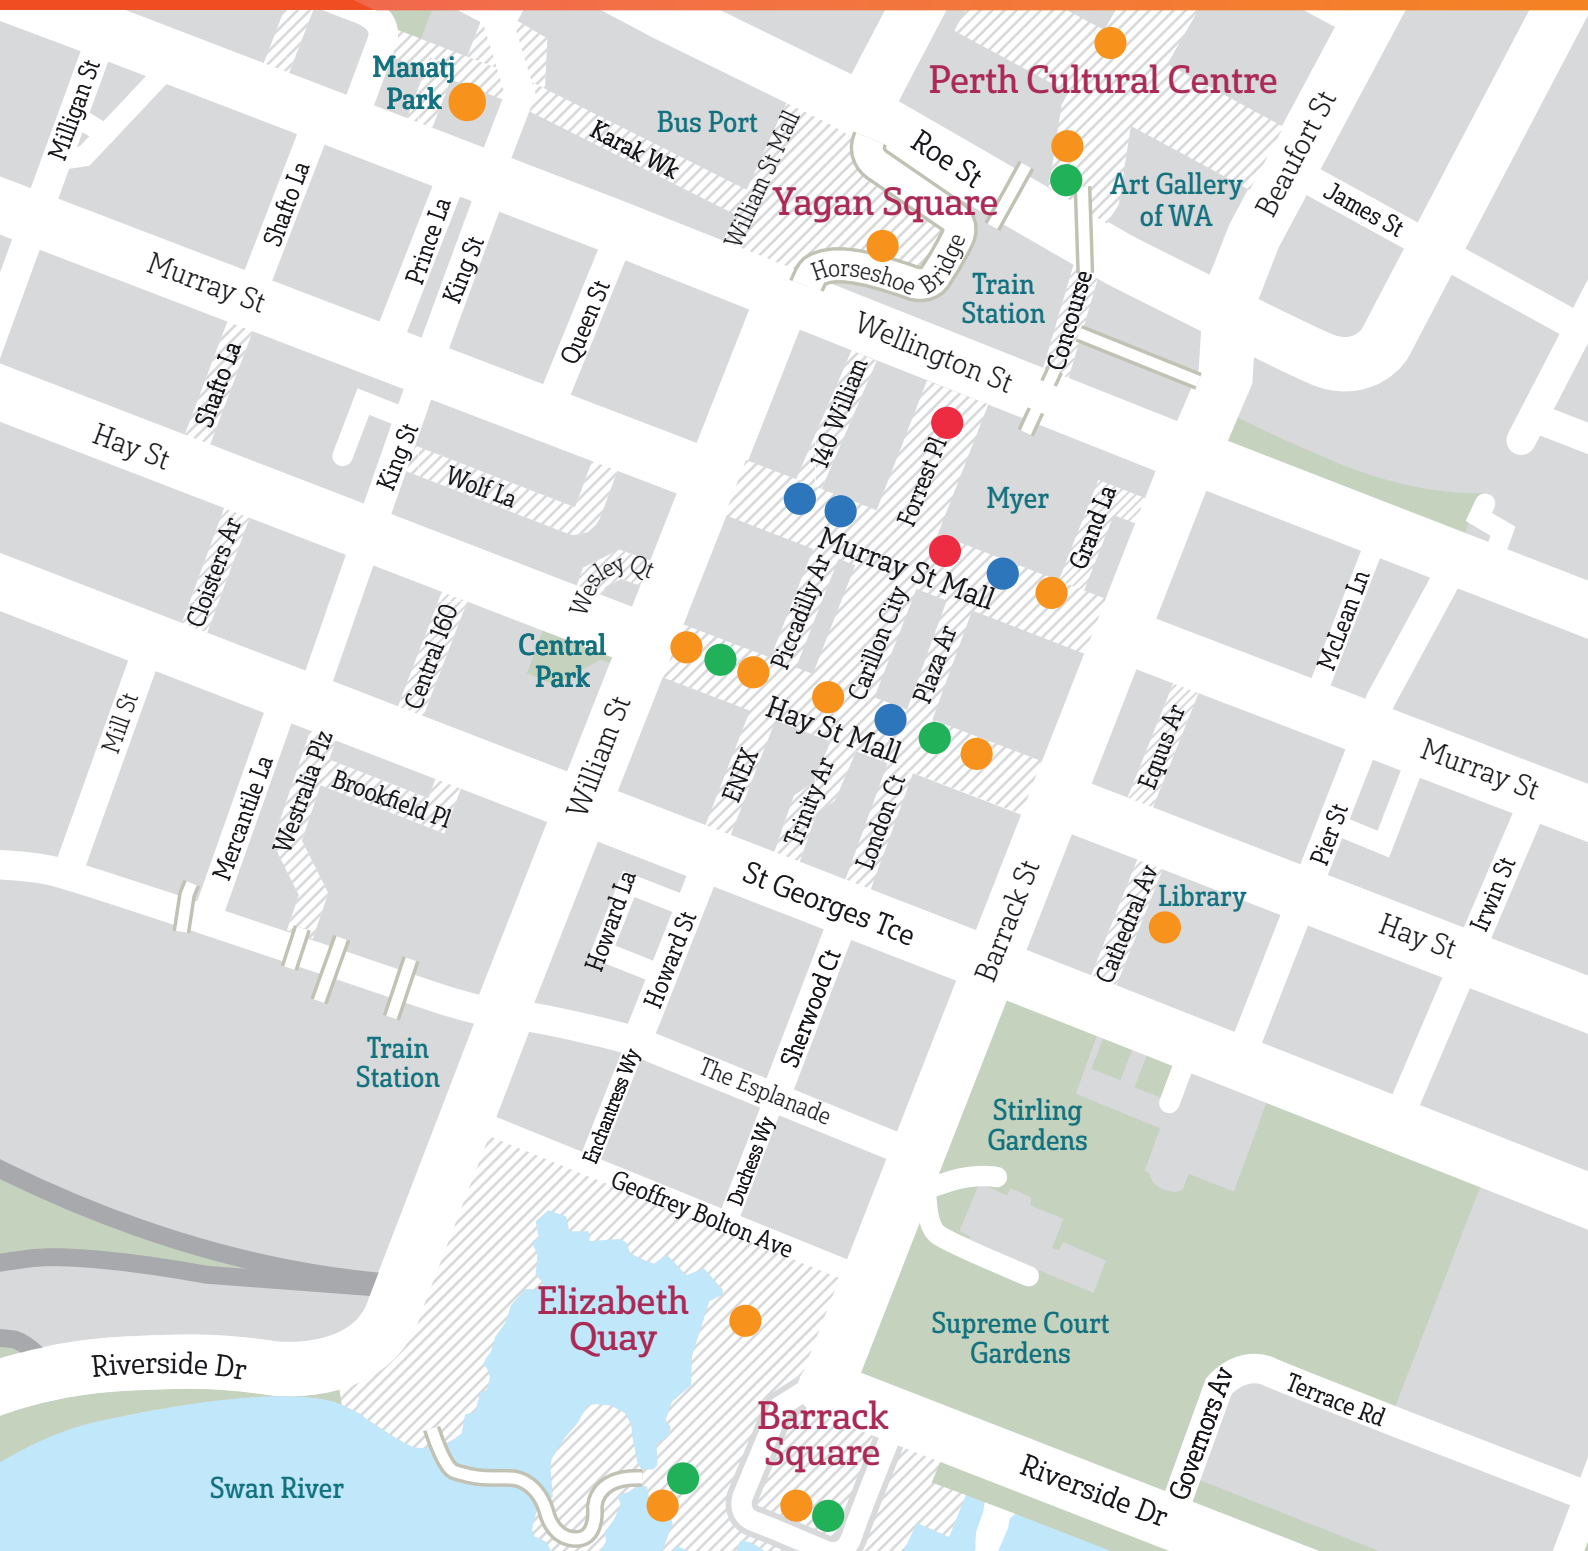 Manatj
Park
Perth Cultural Centre
Milligan St
Bus Port
Karak Wk
William St Mall
Roe St
Beaufort St
Art Gallery
of WA
James St
Shafto La
Prince La
King St
Yagan Square
Horseshoe Bridge
Train
Station
Concourse
Murray St
Queen St
Wellington St
Shafto La
140 William
Hay St
King St
Wolf La
Forrest Pl
Myer
Grand La
Cloisters Ar
Wesley Qt
Murray St Mall
Piccadilly Ar
Carillon City
Plaza Ar
McLean Ln
Central 160
Central
Park
Hay St Mall
Mill St
William St
Equus Ar
Murray St
Mercantile La
Westralia Plz
Brookfield Pl
ENEX
Trinity Ar
London Ct
Pier St
Irwin St
St Georges Tce
Howard La
Howard St
Barrack St
Cathedral Av
Library
Hay St
Sherwood Ct
Train
Station
The Esplanade
Enchantress Wy
Duchess Wy
Stirling
Gardens
Geoffrey Bolton Ave
Elizabeth
Quay
Supreme Court
Gardens
Riverside Dr
Barrack
Square
Governors Av
Terrace Rd
Swan River
Riverside Dr